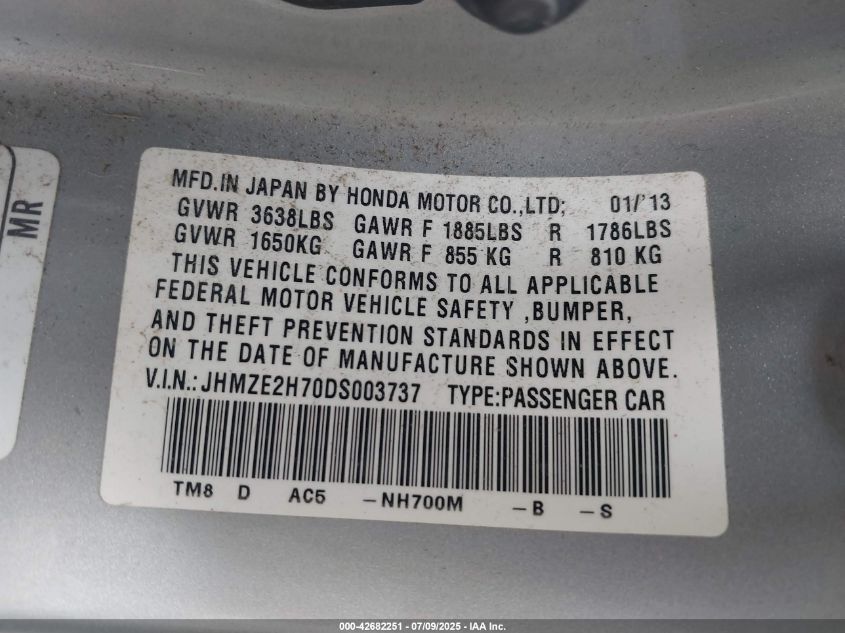 MR
MFD.IN JAPAN BY HONDA MOTOR CO.,LTD; 01/'13
GVWR 3638LBS GAWR F 1885LBS R 1786LBS
GVWR 1650KG GAWR F 855 KG R 810 KG
THIS VEHICLE CONFORMS TO ALL APPLICABLE
FEDERAL MOTOR VEHICLE SAFETY ,BUMPER,
AND THEFT PREVENTION STANDARDS IN EFFECT
ON THE DATE OF MANUFACTURE SHOWN ABOVE.
V.I.N.: JHMZE2H70DS003737 TYPE:PASSENGER CAR
TM8 D AC5 -NH700M -B -S
000-42682251 - 07/09/2025 - IAA Inc.